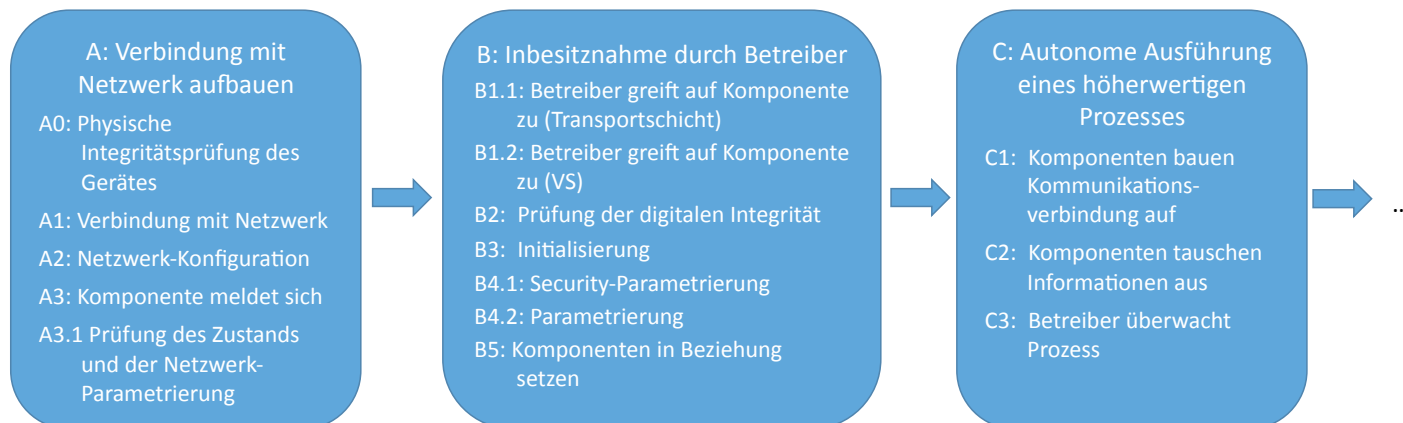 A: Verbindung mit
Netzwerk aufbauen
A0: Physische
Integritätsprüfung des
Gerätes
A1: Verbindung mit Netzwerk
A2: Netzwerk-Konfiguration
A3: Komponente meldet sich
A3.1 Prüfung des Zustands
und der Netzwerk-
Parametrierung
B: Inbesitznahme durch Betreiber
B1.1: Betreiber greift auf Komponente
zu (Transportschicht)
B1.2: Betreiber greift auf Komponente
zu (VS)
B2: Prüfung der digitalen Integrität
B3: Initialisierung
B4.1: Security-Parametrierung
B4.2: Parametrierung
B5: Komponenten in Beziehung
setzen
C: Autonome Ausführung
eines höherwertigen
Prozesses
C1: Komponenten bauen
Kommunikations-
verbindung auf
C2: Komponenten tauschen
Informationen aus
C3: Betreiber überwacht
Prozess
..